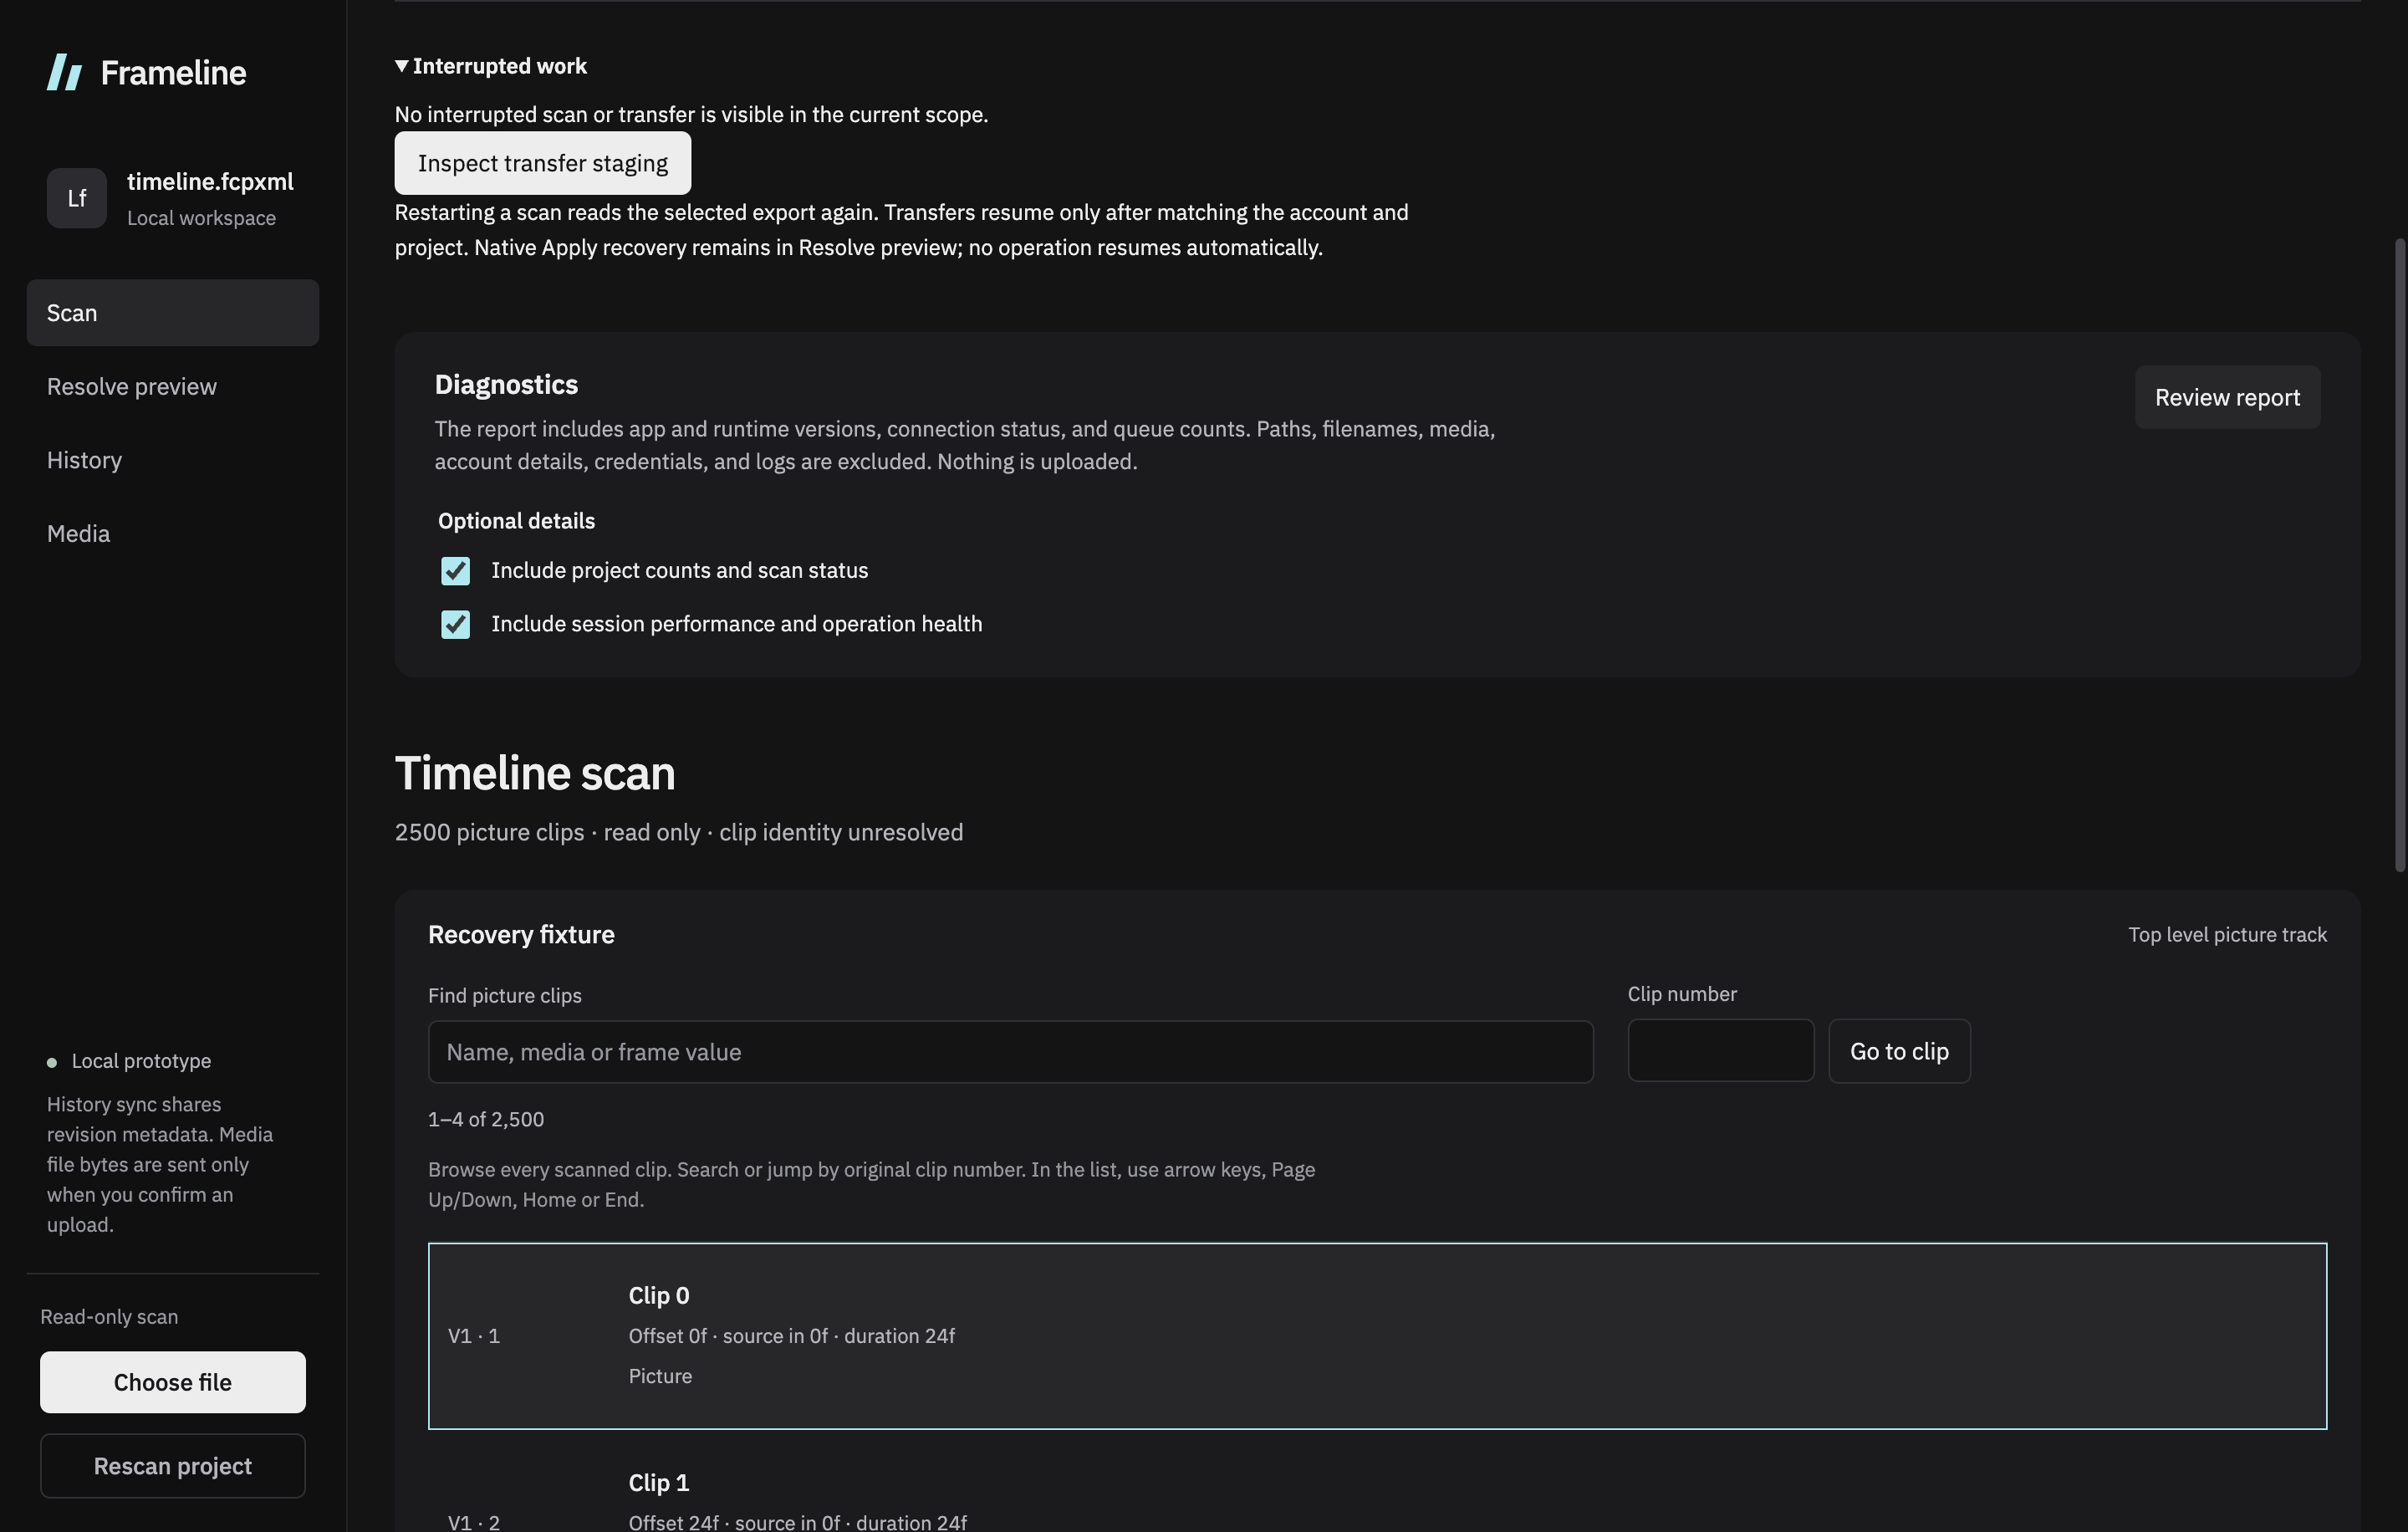 Frameline
Lf
timeline.fcpxml
Local workspace
Scan
Resolve preview
History
Media
Local prototype
History sync shares
revision metadata. Media
file bytes are sent only
when you confirm an
upload.
Read-only scan
Choose file
Rescan project
Interrupted work
No interrupted scan or transfer is visible in the current scope.
Inspect transfer staging
Restarting a scan reads the selected export again. Transfers resume only after matching the account and
project. Native Apply recovery remains in Resolve preview; no operation resumes automatically.
Diagnostics
Review report
The report includes app and runtime versions, connection status, and queue counts. Paths, filenames, media,
account details, credentials, and logs are excluded. Nothing is uploaded.
Optional details
Include project counts and scan status
Include session performance and operation health
Timeline scan
2500 picture clips · read only · clip identity unresolved
Recovery fixture
Top level picture track
Find picture clips
Clip number
Name, media or frame value
Go to clip
1–4 of 2,500
Browse every scanned clip. Search or jump by original clip number. In the list, use arrow keys, Page
Up/Down, Home or End.
Clip 0
V1 · 1
Offset 0f · source in 0f · duration 24f
Picture
Clip 1
V1 · 2
Offset 24f · source in 0f · duration 24f